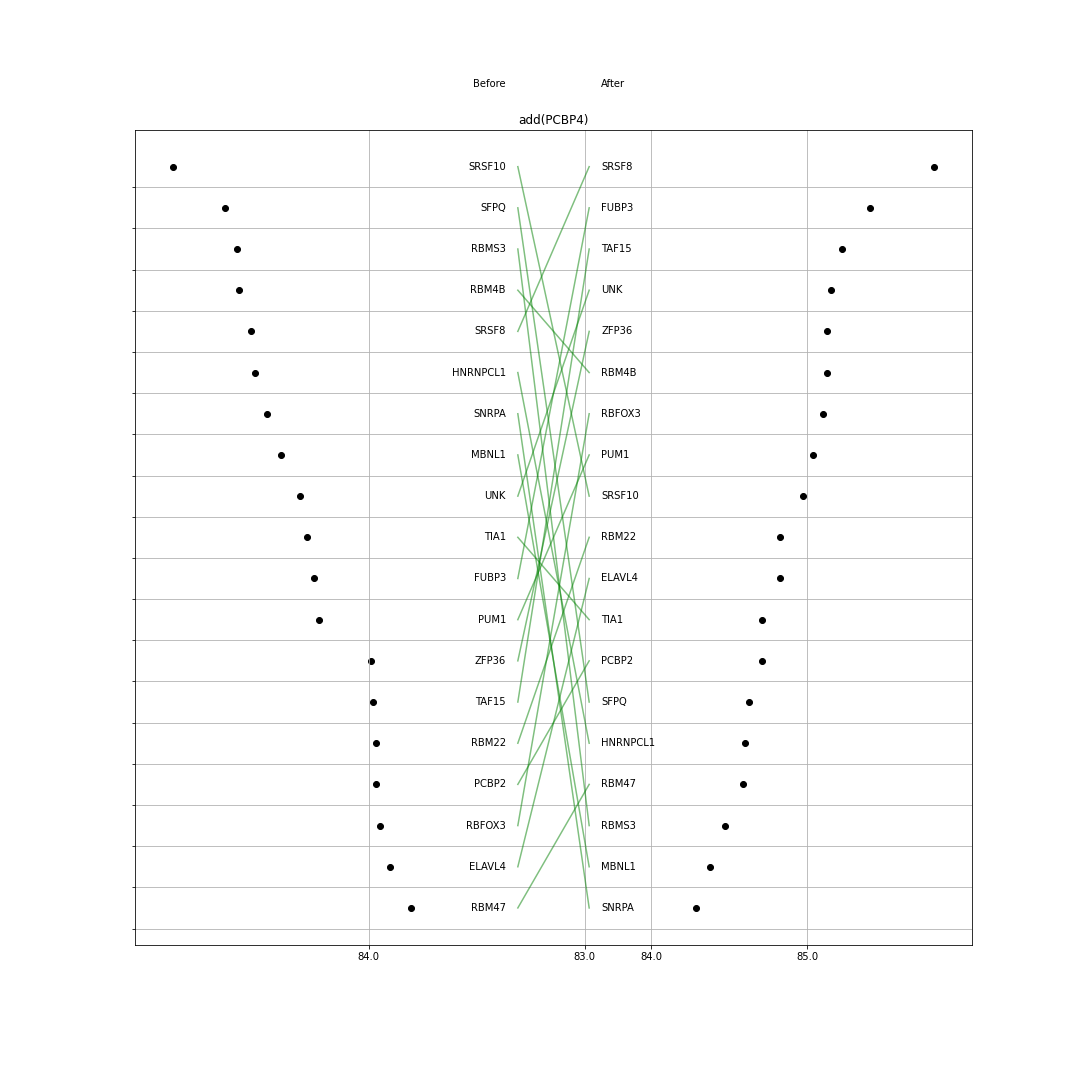 Before After
add(PCBP4)
SRSF10 SRSF8
SFPQ FUBP3
RBMS3 TAF15
RBM4B UNK
SRSF8 ZFP36
HNRNPCL1 RBM4B
SNRPA RBFOX3
MBNL1 PUM1
UNK SRSF10
TIA1 RBM22
FUBP3 ELAVL4
PUM1 TIA1
ZFP36 PCBP2
TAF15 SFPQ
RBM22 HNRNPCL1
PCBP2 RBM47
RBFOX3 RBMS3
ELAVL4 MBNL1
RBM47 SNRPA
84.0 83.0 84.0 85.0